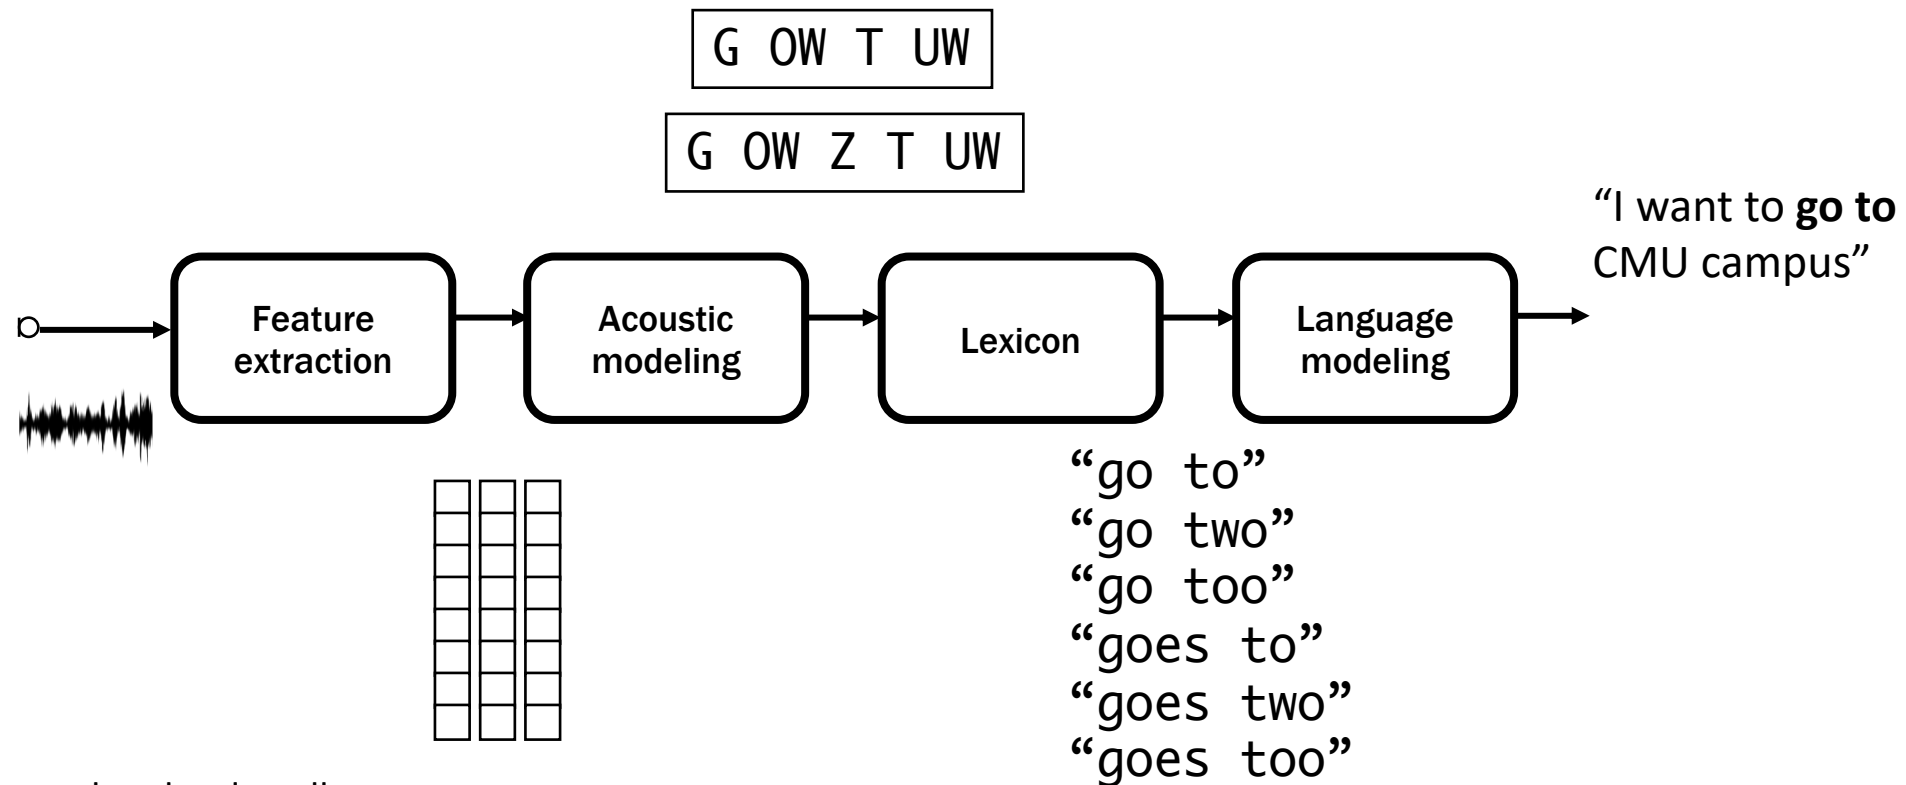 G OW T UW
G OW Z T UW
“I want to go to
CMU campus”
Feature
extraction
Acoustic
modeling
Lexicon
Language
modeling
“go to”
“go two”
“go too”
“goes to”
“goes two”
“goes too”